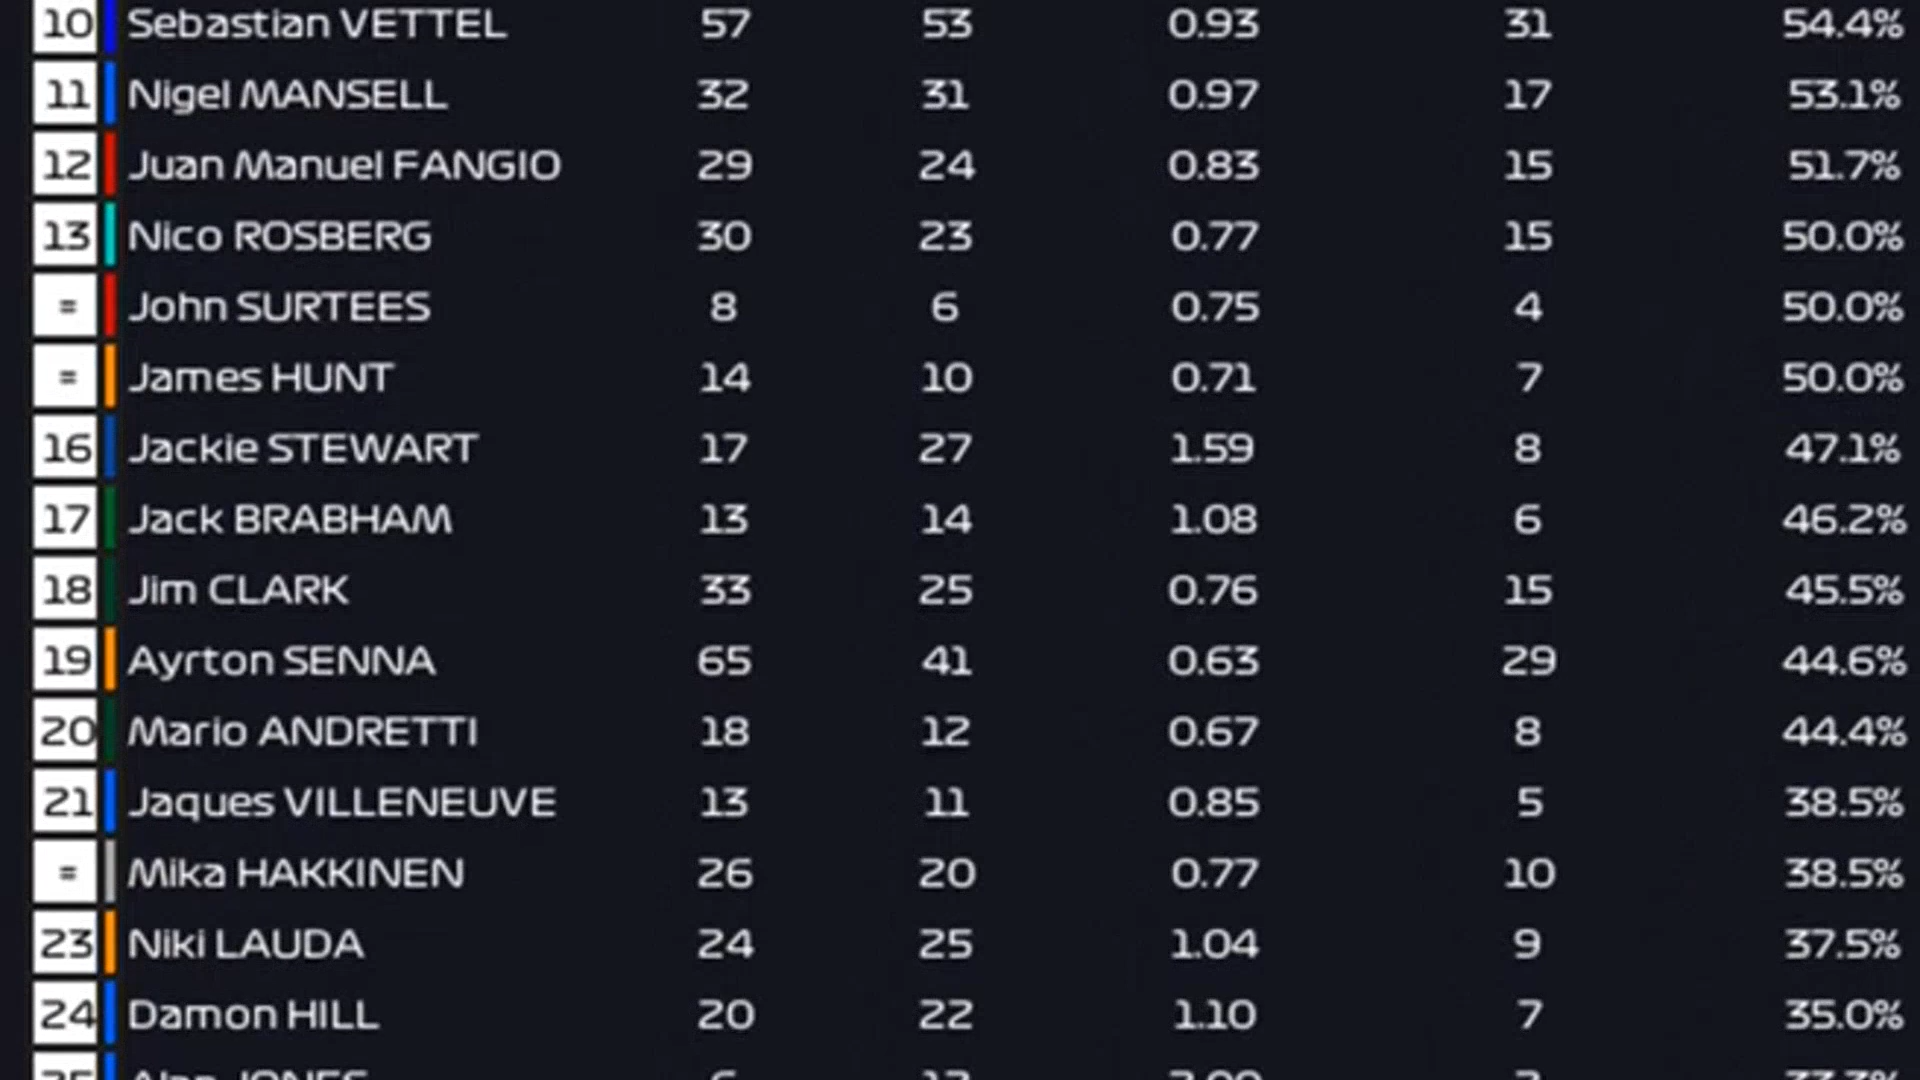 10 Sebastian VETTEL 57 53 0.93 31 54.4%
11 Nigel MANSELL 32 31 0.97 17 53.1%
12 Juan Manuel FANGIO 29 24 0.83 15 51.7%
13 Nico ROSBERG 30 23 0.77 15 50.0%
= John SURTEES 8 6 0.75 4 50.0%
= James HUNT 14 10 0.71 7 50.0%
16 Jackie STEWART 17 27 1.59 8 47.1%
17 Jack BRABHAM 13 14 1.08 6 46.2%
18 Jim CLARK 33 25 0.76 15 45.5%
19 Ayrton SENNA 65 41 0.63 29 44.6%
20 Mario ANDRETTI 18 12 0.67 8 44.4%
21 Jaques VILLENEUVE 13 11 0.85 5 38.5%
= Mika HAKKINEN 26 20 0.77 10 38.5%
23 Niki LAUDA 24 25 1.04 9 37.5%
24 Damon HILL 20 22 1.10 7 35.0%